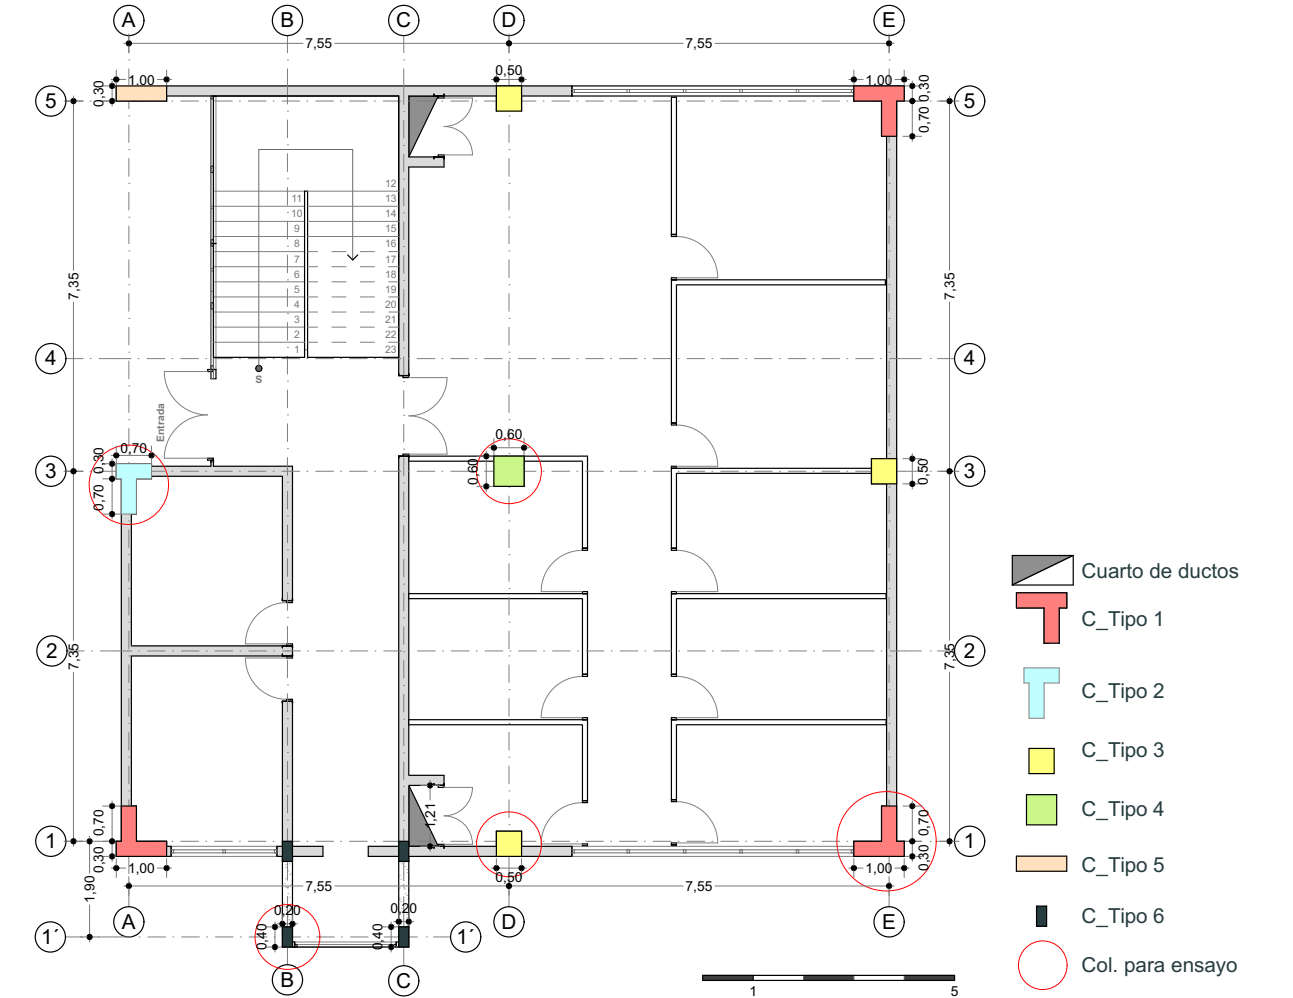 A B C D E
7,55 7,55
1,00 0,50 1,00
0,30 0,30
5 5
0,70
12
11 13
10 14
9 15
8 16
7 17
6 18
5 19
4 20
3 21
2 22
1 23
7,35 7,35
4 4
S
Entrada
0,70 0,60
0,30 0,60 0,50
3 3
0,70
Cuarto de ductos
C_Tipo 1
2 2
7,35 7,35
C_Tipo 2
C_Tipo 3
1,21
0,70 0,70
C_Tipo 4
1 1
0,30 0,30
1,00 0,50 1,00
C_Tipo 5
1,90
7,55 7,55
0,20 0,20
A D E
C_Tipo 6
0,40 0,40
1´ 1´
Col. para ensayo
B C
1 5